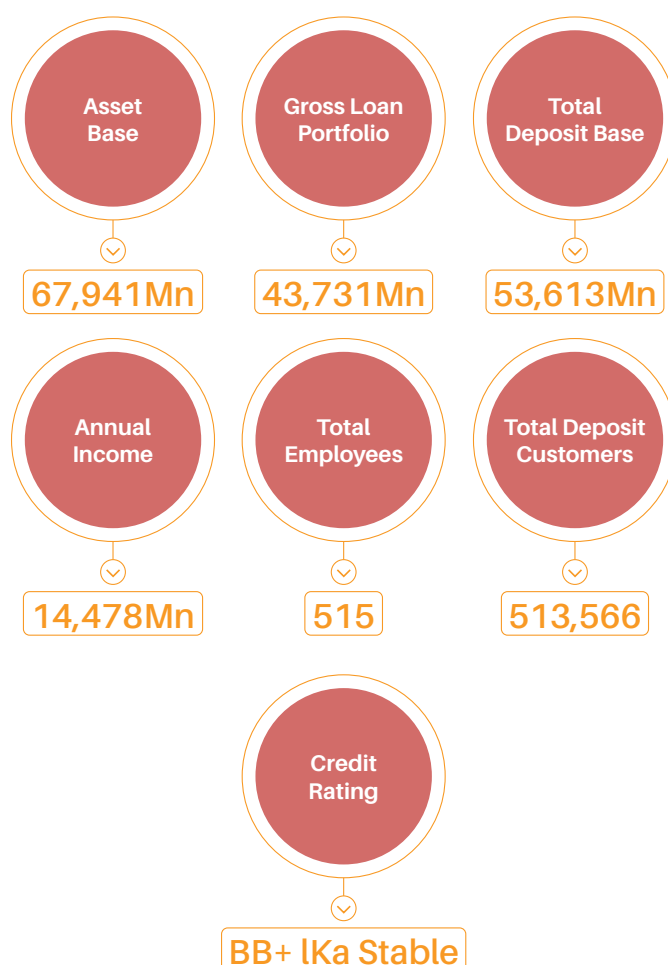 Asset
Base
67,941Mn
Gross Loan
Portfolio
43,731Mn
Total
Deposit Base
53,613Mn
Annual
Income
14,478Mn
Total
Employees
515
Total Deposit
Customers
513,566
Credit
Rating
BB+ lKa Stable